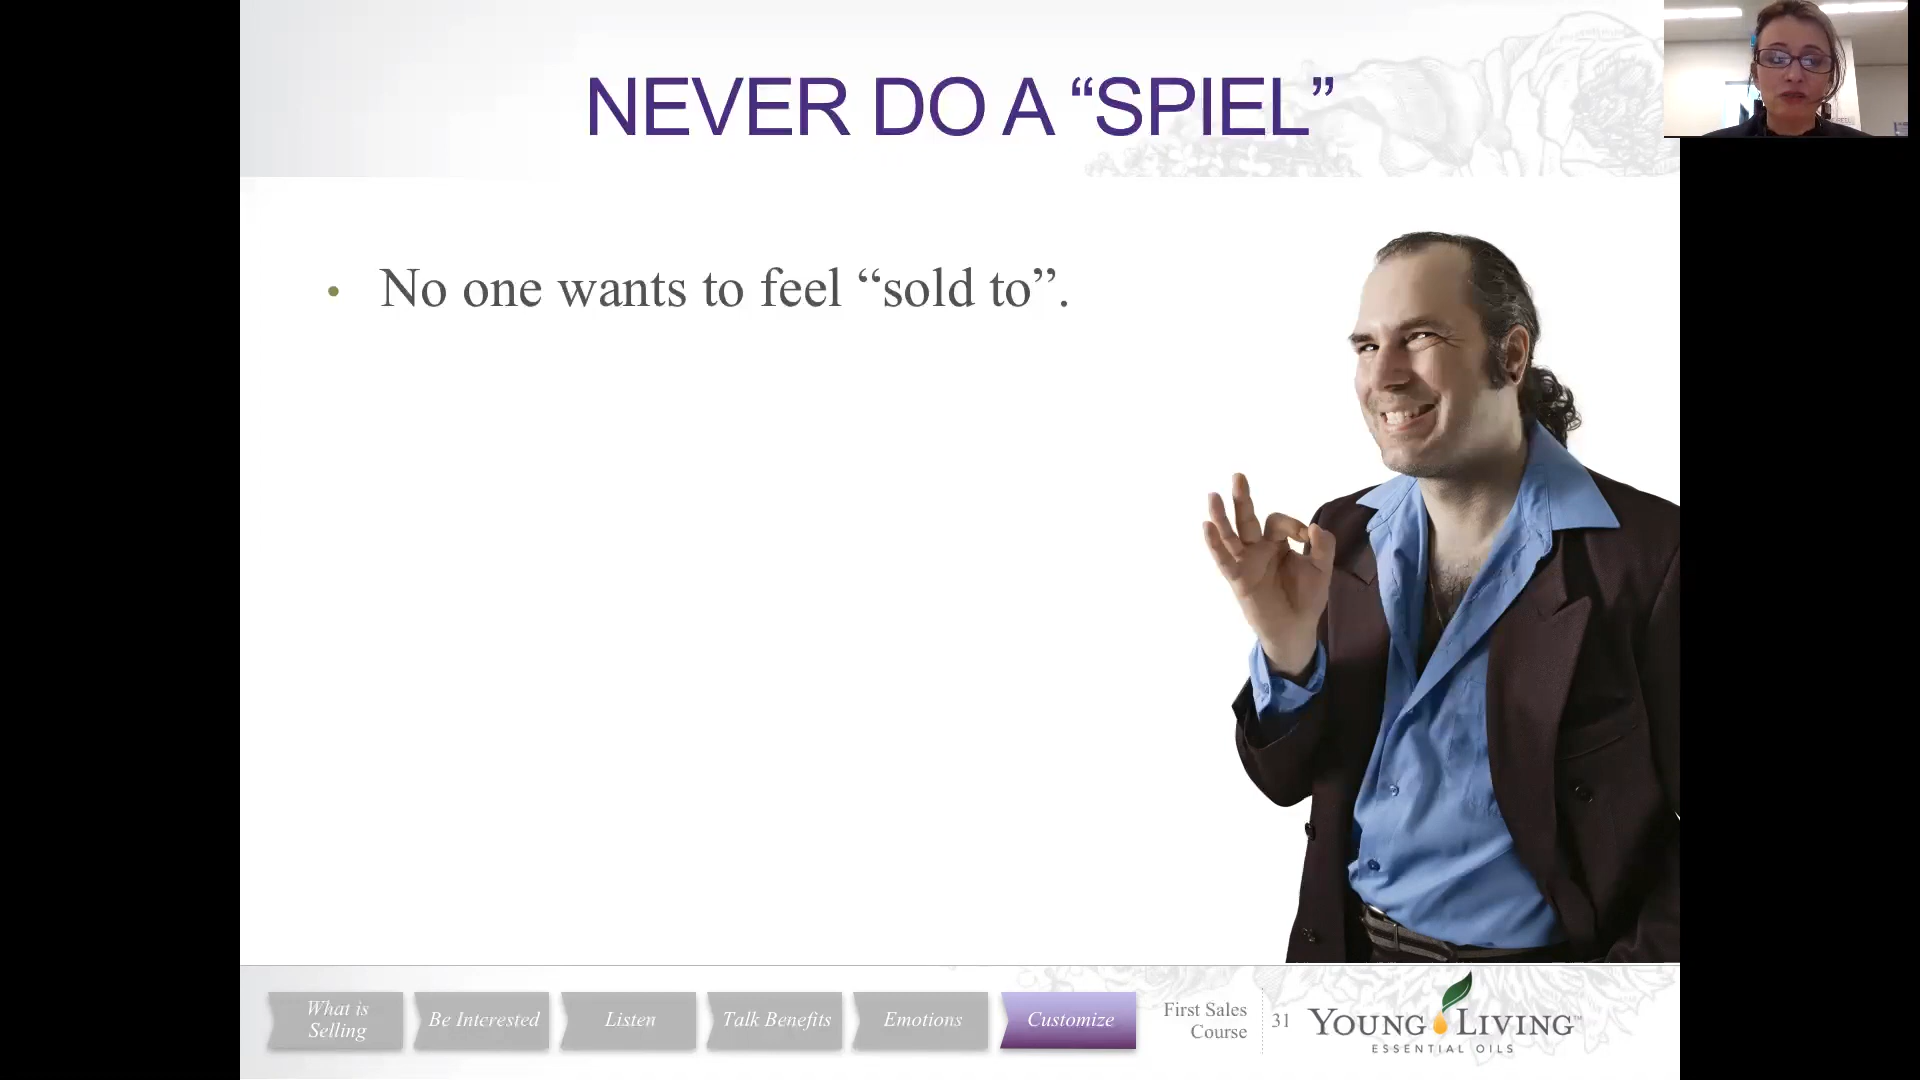 NEVER DO A “SPIEL”
• No one wants to feel “sold to”.
What is
Selling
Be Interested
Listen
Talk Benefits
Emotions
Customize
First Sales
Course
31
YOUNG LIVING™
ESSENTIAL OILS